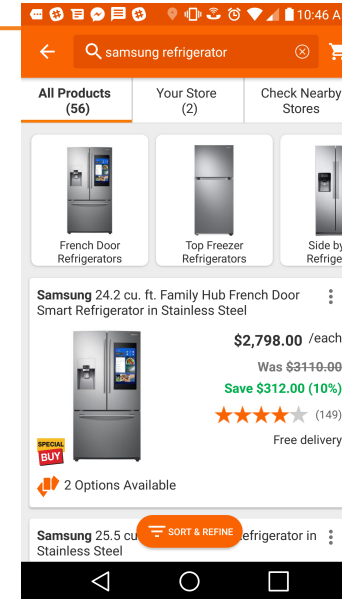 10:46 A
samsung refrigerator
All Products
(56)
Your Store
(2)
Check Nearby
Stores
French Door
Refrigerators
Top Freezer
Refrigerators
Side by
Refrige
Samsung 24.2 cu. ft. Family Hub French Door
Smart Refrigerator in Stainless Steel
$2,798.00 /each
Was $3110.00
Save $312.00 (10%)
(149)
Free delivery
SPECIAL
BUY
2 Options Available
Samsung 25.5 cu
SORT & REFINE
efrigerator in
Stainless Steel